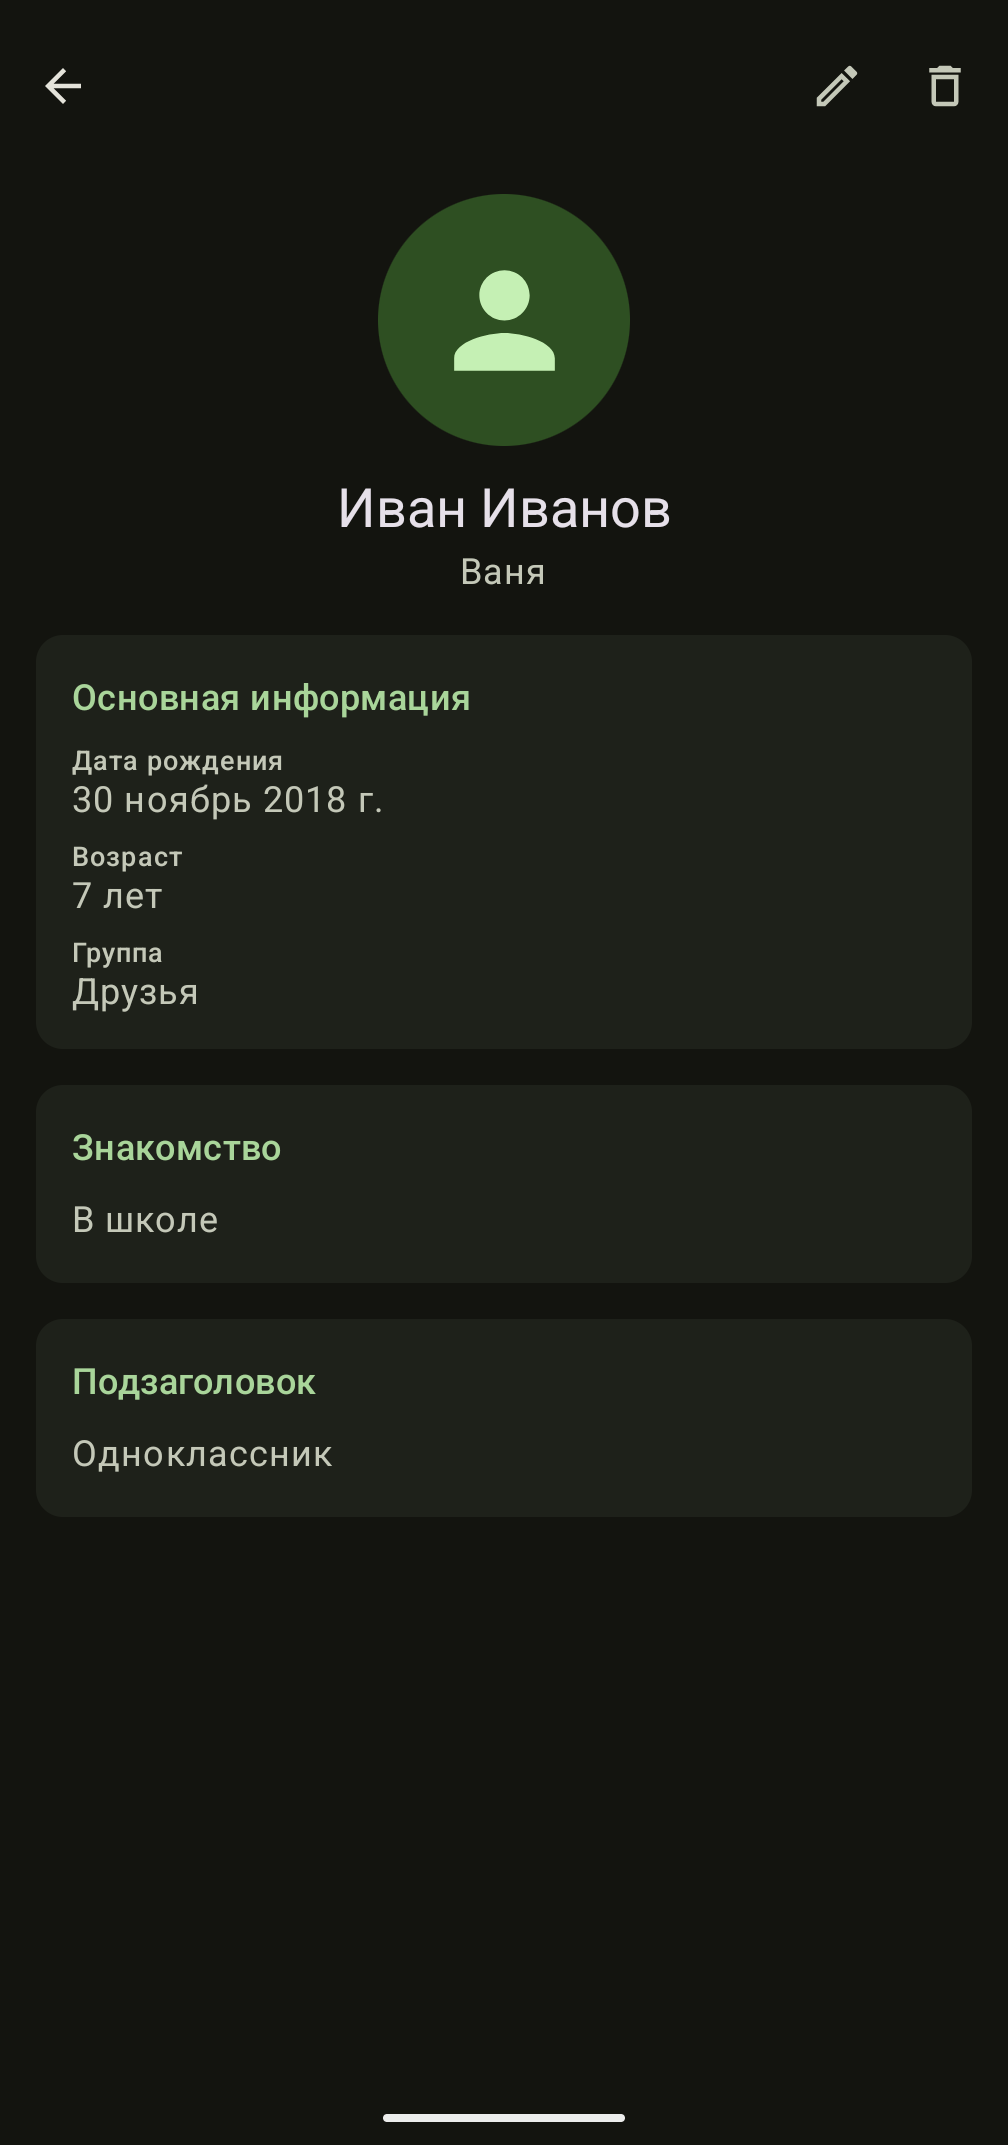 Иван Иванов
Ваня
Основная информация
Дата рождения
30 ноябрь 2018 г.
Возраст
7 лет
Группа
Друзья
Знакомство
В школе
Подзаголовок
Одноклассник